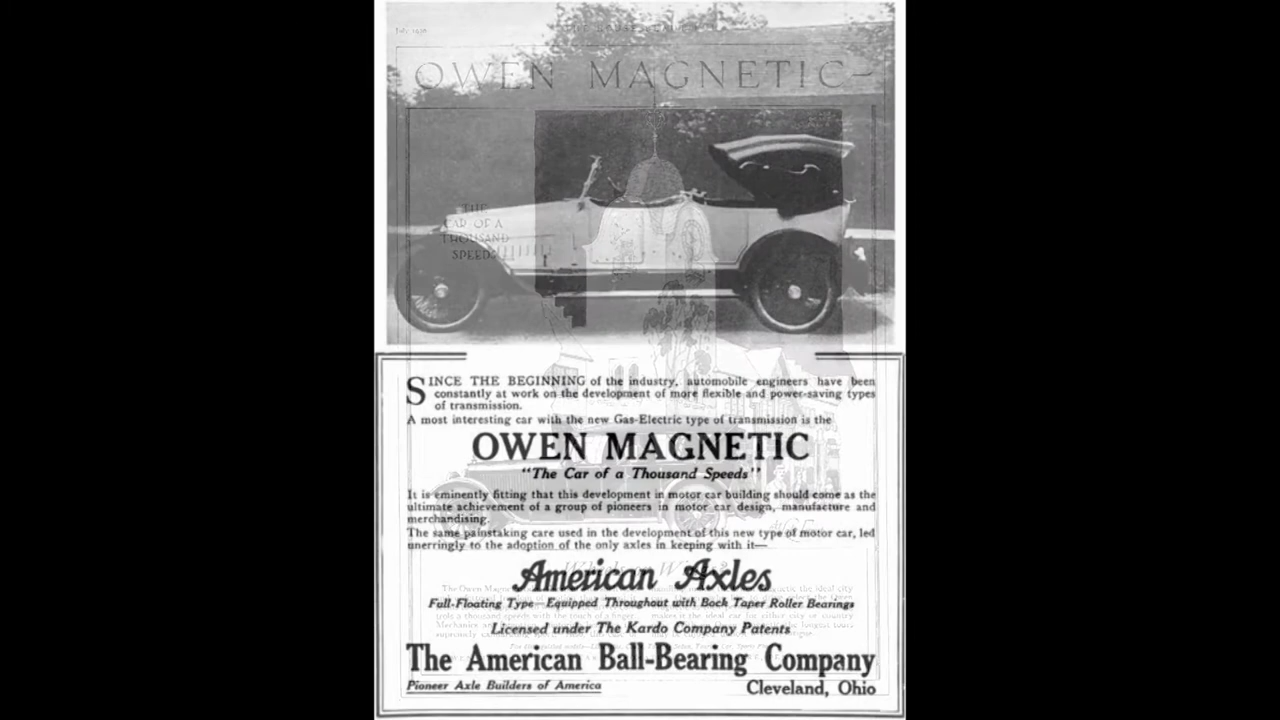 OWEN MAGNETIC-
THE
CAR OF A
THOUSAND
SPEEDS
SINCE THE BEGINNING of the industry, automobile engineers have been
constantly at work on the development of more flexible and power-saving types
of transmission.
A most interesting car with the new Gas-Electric type of transmission is the
OWEN MAGNETIC
"The Car of a Thousand Speeds"
It is eminently fitting that this development in motor car building should come as the
ultimate achievement of a group of pioneers in motor car design, manufacture and
merchandising.
The same painstaking care used in the development of this new type of motor car, led
unerringly to the adoption of the only axles in keeping with it—
American Axles
Full-Floating Type—Equipped Throughout with Bock Taper Roller Bearings
Licensed under The Kardo Company Patents
The American Ball-Bearing Company
Pioneer Axle Builders of America
Cleveland, Ohio